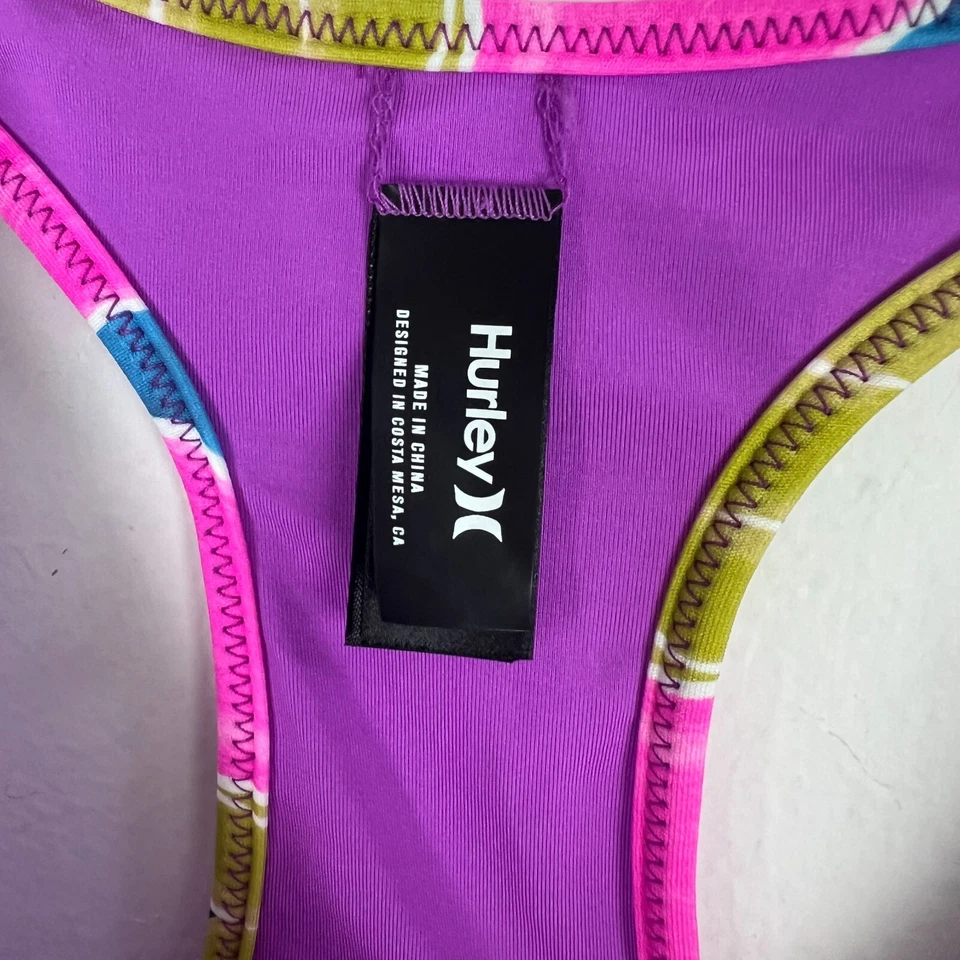 Hurley
MADE IN CHINA
DESIGNED IN COSTA MESA, CA